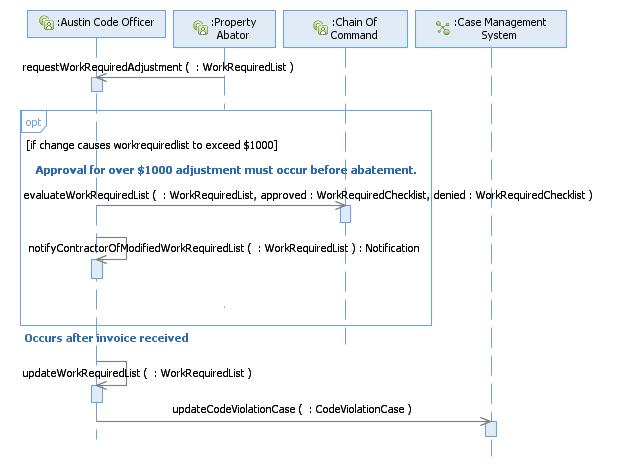 :Austin Code Officer
:Property
Abator
:Chain Of
Command
:Case Management
System
requestWorkRequiredAdjustment (  : WorkRequiredList )
opt
[if change causes workrequiredlist to exceed $1000]
Approval for over $1000 adjustment must occur before abatement.
evaluateWorkRequiredList (  : WorkRequiredList, approved : WorkRequiredChecklist, denied : WorkRequiredChecklist )
notifyContractorOfModifiedWorkRequiredList (  : WorkRequiredList ) : Notification
Occurs after invoice received
updateWorkRequiredList (  : WorkRequiredList )
updateCodeViolationCase (  : CodeViolationCase )